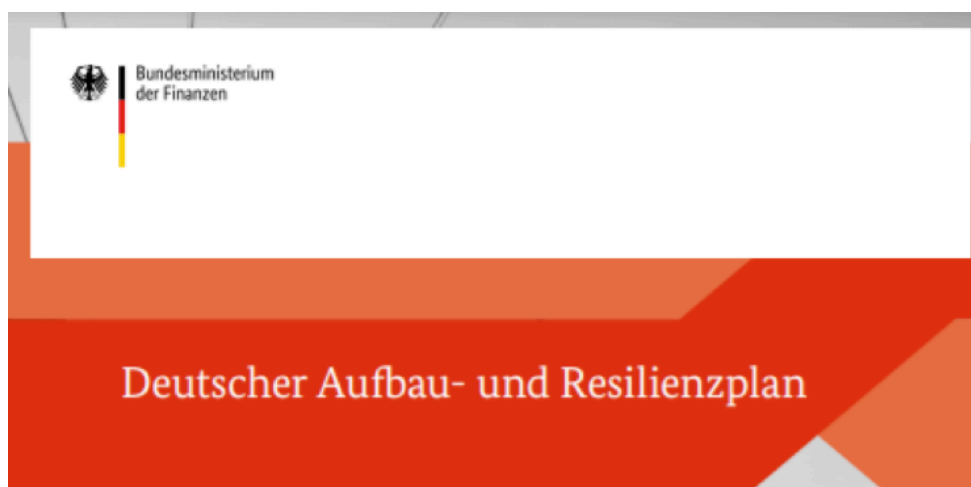 Bundesministerium
der Finanzen
Deutscher Aufbau- und Resilienzplan